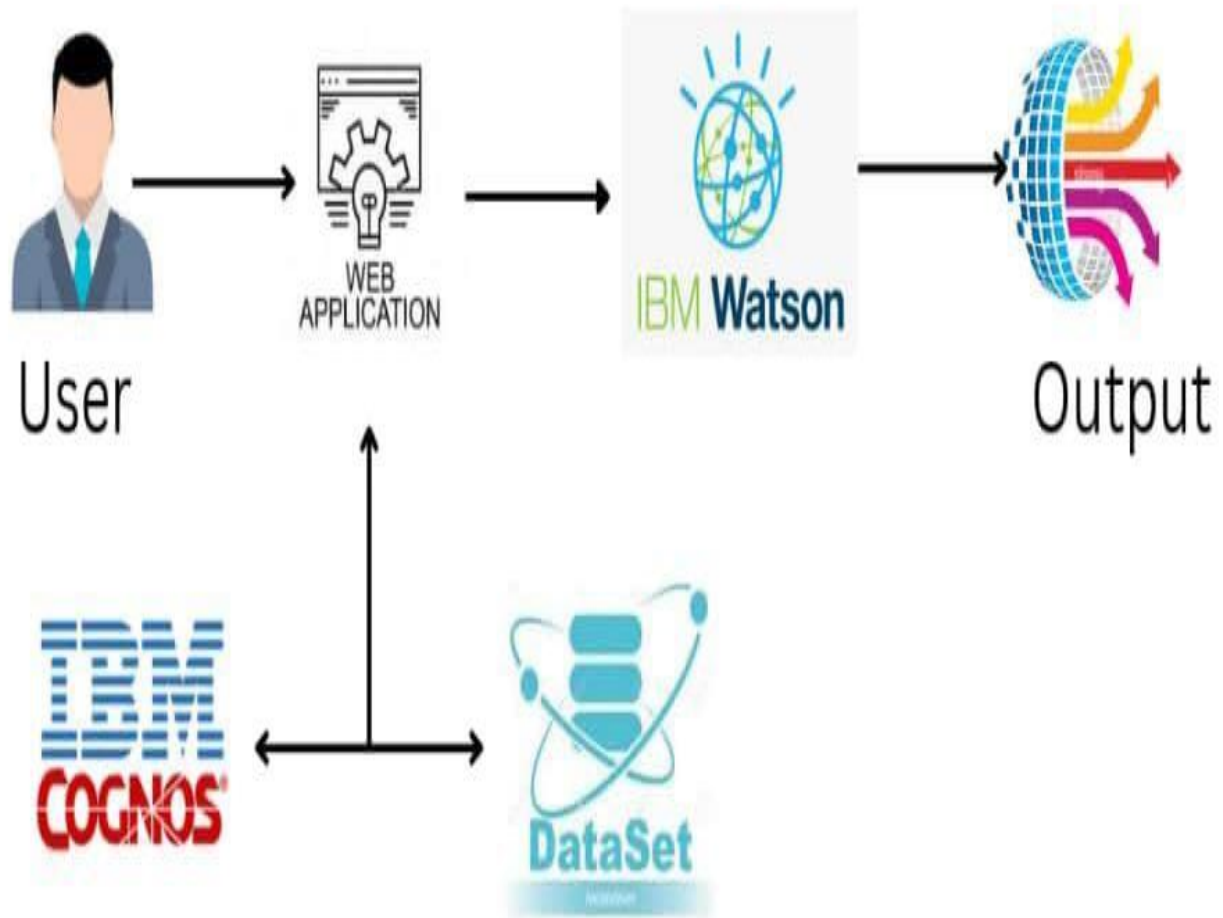 WEB
APPLICATION
IBM Watson
User
Output
IBM
COGNOS®
DataSet